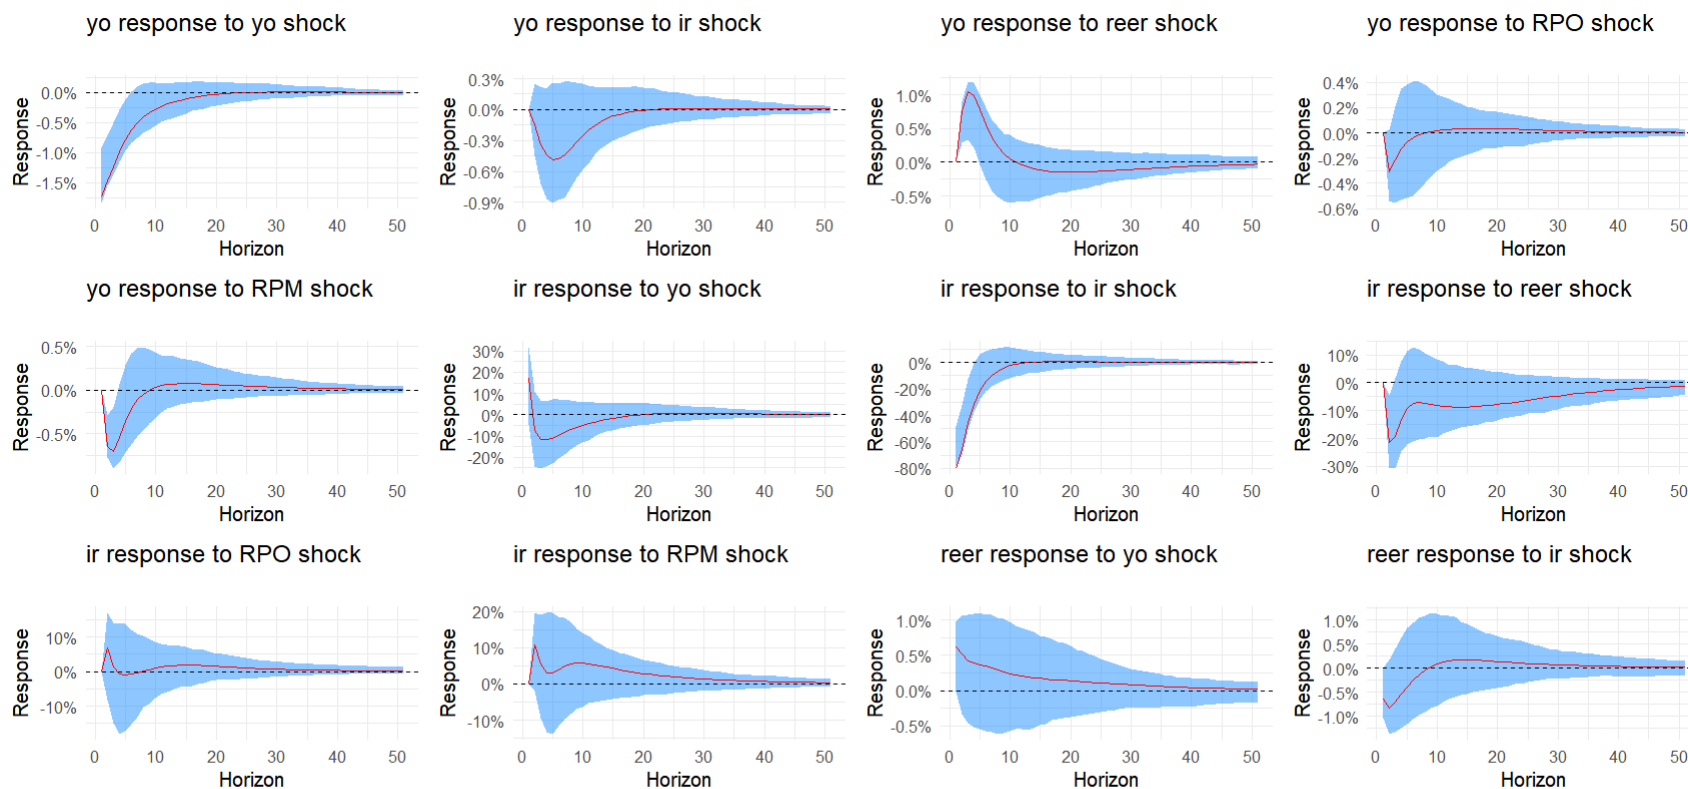 yo response to yo shock
yo response to ir shock
yo response to reer shock
yo response to RPO shock
Response
0.0%
-0.5%
-1.0%
-1.5%
0 10 20 30 40 50
Horizon
Response
0.3%
0.0%
-0.3%
-0.6%
-0.9%
0 10 20 30 40 50
Horizon
Response
1.0%
0.5%
0.0%
-0.5%
0 10 20 30 40 50
Horizon
Response
0.4%
0.2%
0.0%
-0.2%
-0.4%
-0.6%
0 10 20 30 40 50
Horizon
yo response to RPM shock
ir response to yo shock
ir response to ir shock
ir response to reer shock
Response
0.5%
0.0%
-0.5%
0 10 20 30 40 50
Horizon
Response
30%
20%
10%
0%
-10%
-20%
0 10 20 30 40 50
Horizon
Response
0%
-20%
-40%
-60%
-80%
0 10 20 30 40 50
Horizon
Response
10%
0%
-10%
-20%
-30%
0 10 20 30 40 50
Horizon
ir response to RPO shock
ir response to RPM shock
reer response to yo shock
reer response to ir shock
Response
10%
0%
-10%
0 10 20 30 40 50
Horizon
Response
20%
10%
0%
-10%
0 10 20 30 40 50
Horizon
Response
1.0%
0.5%
0.0%
-0.5%
0 10 20 30 40 50
Horizon
Response
1.0%
0.5%
0.0%
-0.5%
-1.0%
0 10 20 30 40 50
Horizon